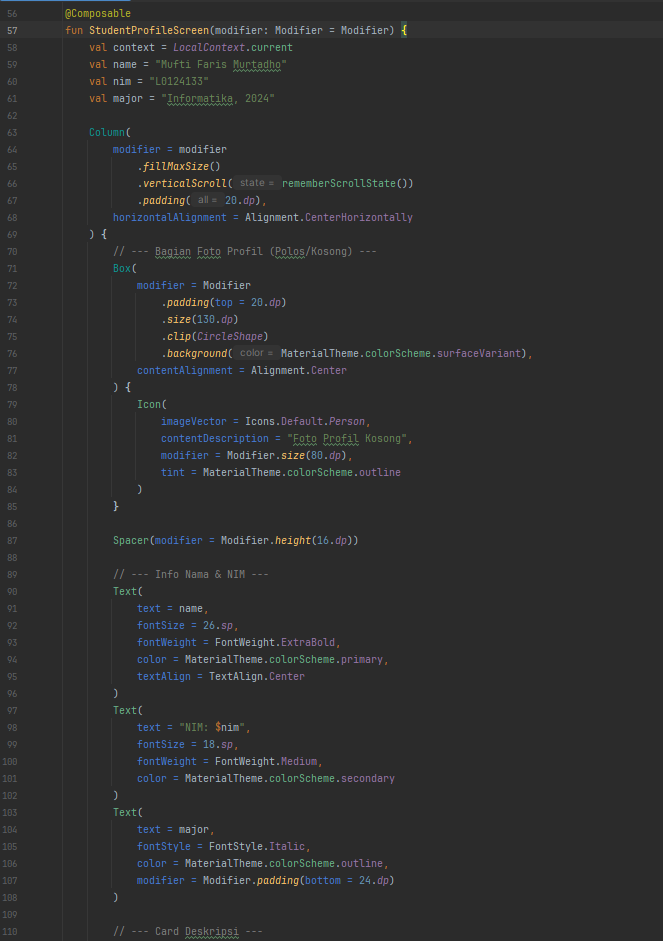 56 @Composable
57 fun StudentProfileScreen(modifier: Modifier = Modifier) {
58 val context = LocalContext.current
59 val name = "Mufti Faris Murtadho"
60 val nim = "L0124133"
61 val major = "Informatika, 2024"
62
63 Column(
64 modifier = modifier
65 .fillMaxSize()
66 .verticalScroll( state = rememberScrollState())
67 .padding( all = 20.dp),
68 horizontalAlignment = Alignment.CenterHorizontally
69 ) {
70 // --- Bagian Foto Profil (Polos/Kosong) ---
71 Box(
72 modifier = Modifier
73 .padding(top = 20.dp)
74 .size(130.dp)
75 .clip(CircleShape)
76 .background( color = MaterialTheme.colorScheme.surfaceVariant),
77 contentAlignment = Alignment.Center
78 ) {
79 Icon(
80 imageVector = Icons.Default.Person,
81 contentDescription = "Foto Profil Kosong",
82 modifier = Modifier.size(80.dp),
83 tint = MaterialTheme.colorScheme.outline
84 )
85 }
86
87 Spacer(modifier = Modifier.height(16.dp))
88
89 // --- Info Nama & NIM ---
90 Text(
91 text = name,
92 fontSize = 26.sp,
93 fontWeight = FontWeight.ExtraBold,
94 color = MaterialTheme.colorScheme.primary,
95 textAlign = TextAlign.Center
96 )
97 Text(
98 text = "NIM: $nim",
99 fontSize = 18.sp,
100 fontWeight = FontWeight.Medium,
101 color = MaterialTheme.colorScheme.secondary
102 )
103 Text(
104 text = major,
105 fontStyle = FontStyle.Italic,
106 color = MaterialTheme.colorScheme.outline,
107 modifier = Modifier.padding(bottom = 24.dp)
108 )
109
110 // --- Card Deskripsi ---